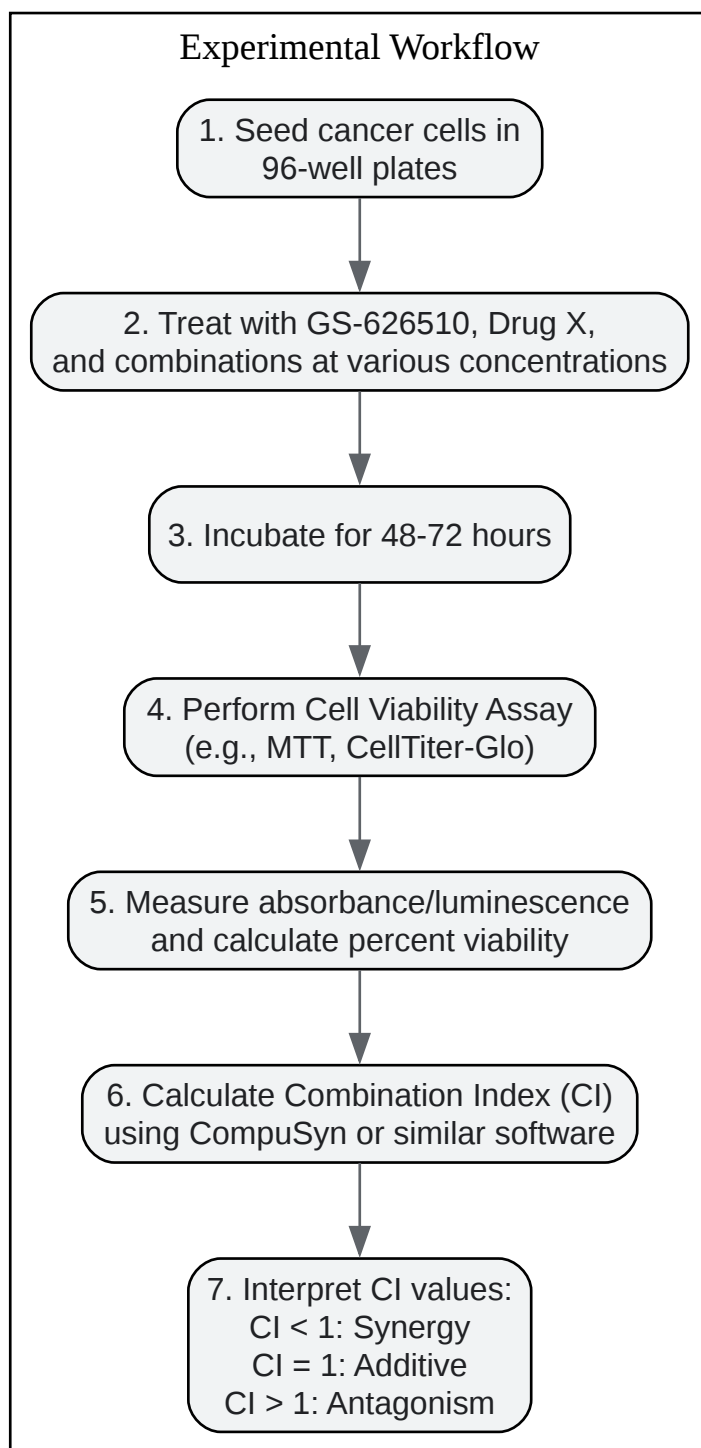 Experimental Workflow
1. Seed cancer cells in
96-well plates
2. Treat with GS-626510, Drug X,
and combinations at various concentrations
3. Incubate for 48-72 hours
4. Perform Cell Viability Assay
(e.g., MTT, CellTiter-Glo)
5. Measure absorbance/luminescence
and calculate percent viability
6. Calculate Combination Index (CI)
using CompuSyn or similar software
7. Interpret CI values:
CI < 1: Synergy
CI = 1: Additive
CI > 1: Antagonism